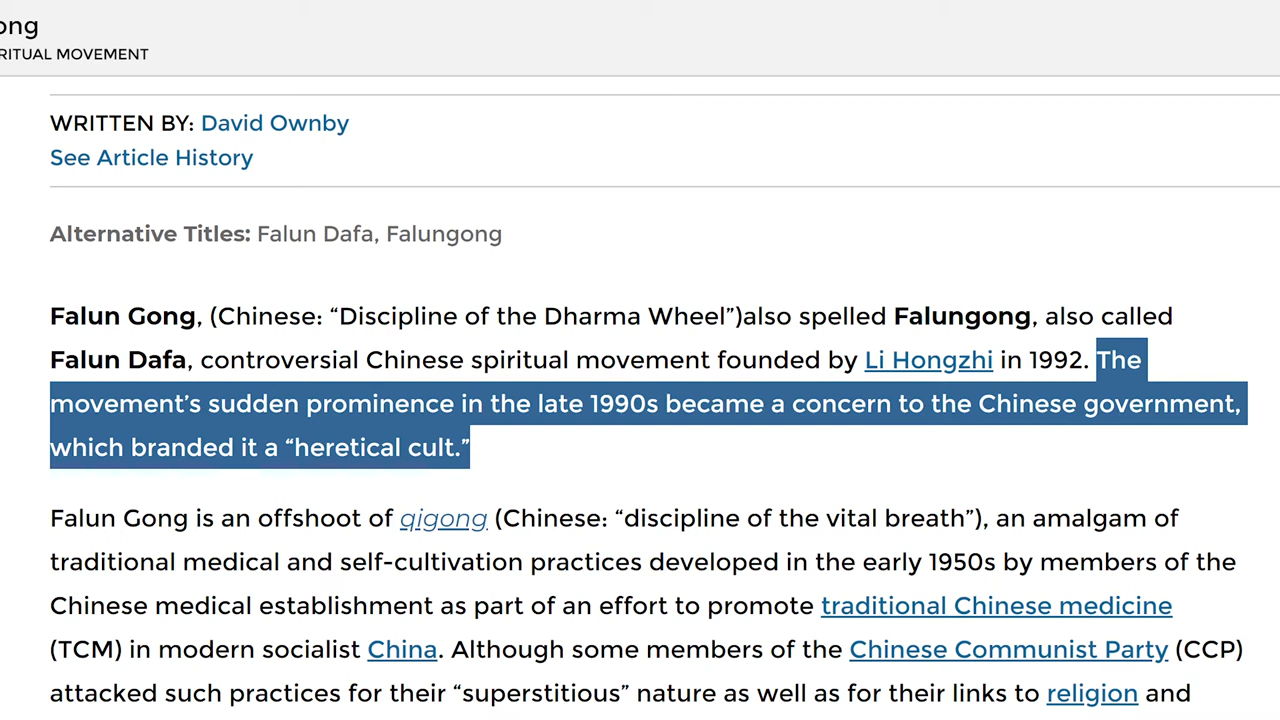 ong
RITUAL MOVEMENT
WRITTEN BY: David Ownby
See Article History
Alternative Titles: Falun Dafa, Falungong
Falun Gong, (Chinese: “Discipline of the Dharma Wheel”)also spelled Falungong, also called
Falun Dafa, controversial Chinese spiritual movement founded by Li Hongzhi in 1992. The
movement’s sudden prominence in the late 1990s became a concern to the Chinese government,
which branded it a “heretical cult.”
Falun Gong is an offshoot of qigong (Chinese: “discipline of the vital breath”), an amalgam of
traditional medical and self-cultivation practices developed in the early 1950s by members of the
Chinese medical establishment as part of an effort to promote traditional Chinese medicine
(TCM) in modern socialist China. Although some members of the Chinese Communist Party (CCP)
attacked such practices for their “superstitious” nature as well as for their links to religion and